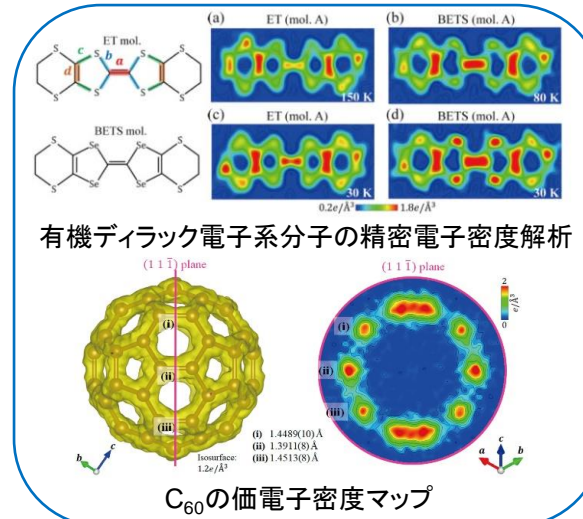 ET mol.
S S S S
c b a
d
S S S S
BETS mol.
S Se Se S
S Se Se S
(a) ET (mol. A) 150 K
(b) BETS (mol. A) 80 K
(c) ET (mol. A) 30 K
(d) BETS (mol. A) 30 K
0.2e/Å³ 1.8e/Å³
有機ディラック電子系分子の精密電子密度解析
(1 1 1̄) plane
(i)
(ii)
(iii)
b c
Isosurface:
1.2e/Å³
(i) 1.4489(10) Å
(ii) 1.3911(8) Å
(iii) 1.4513(8) Å
(1 1 1̄) plane
(i)
(ii)
(iii)
2
e/Å³
0
c
a b
C₆₀の価電子密度マップ